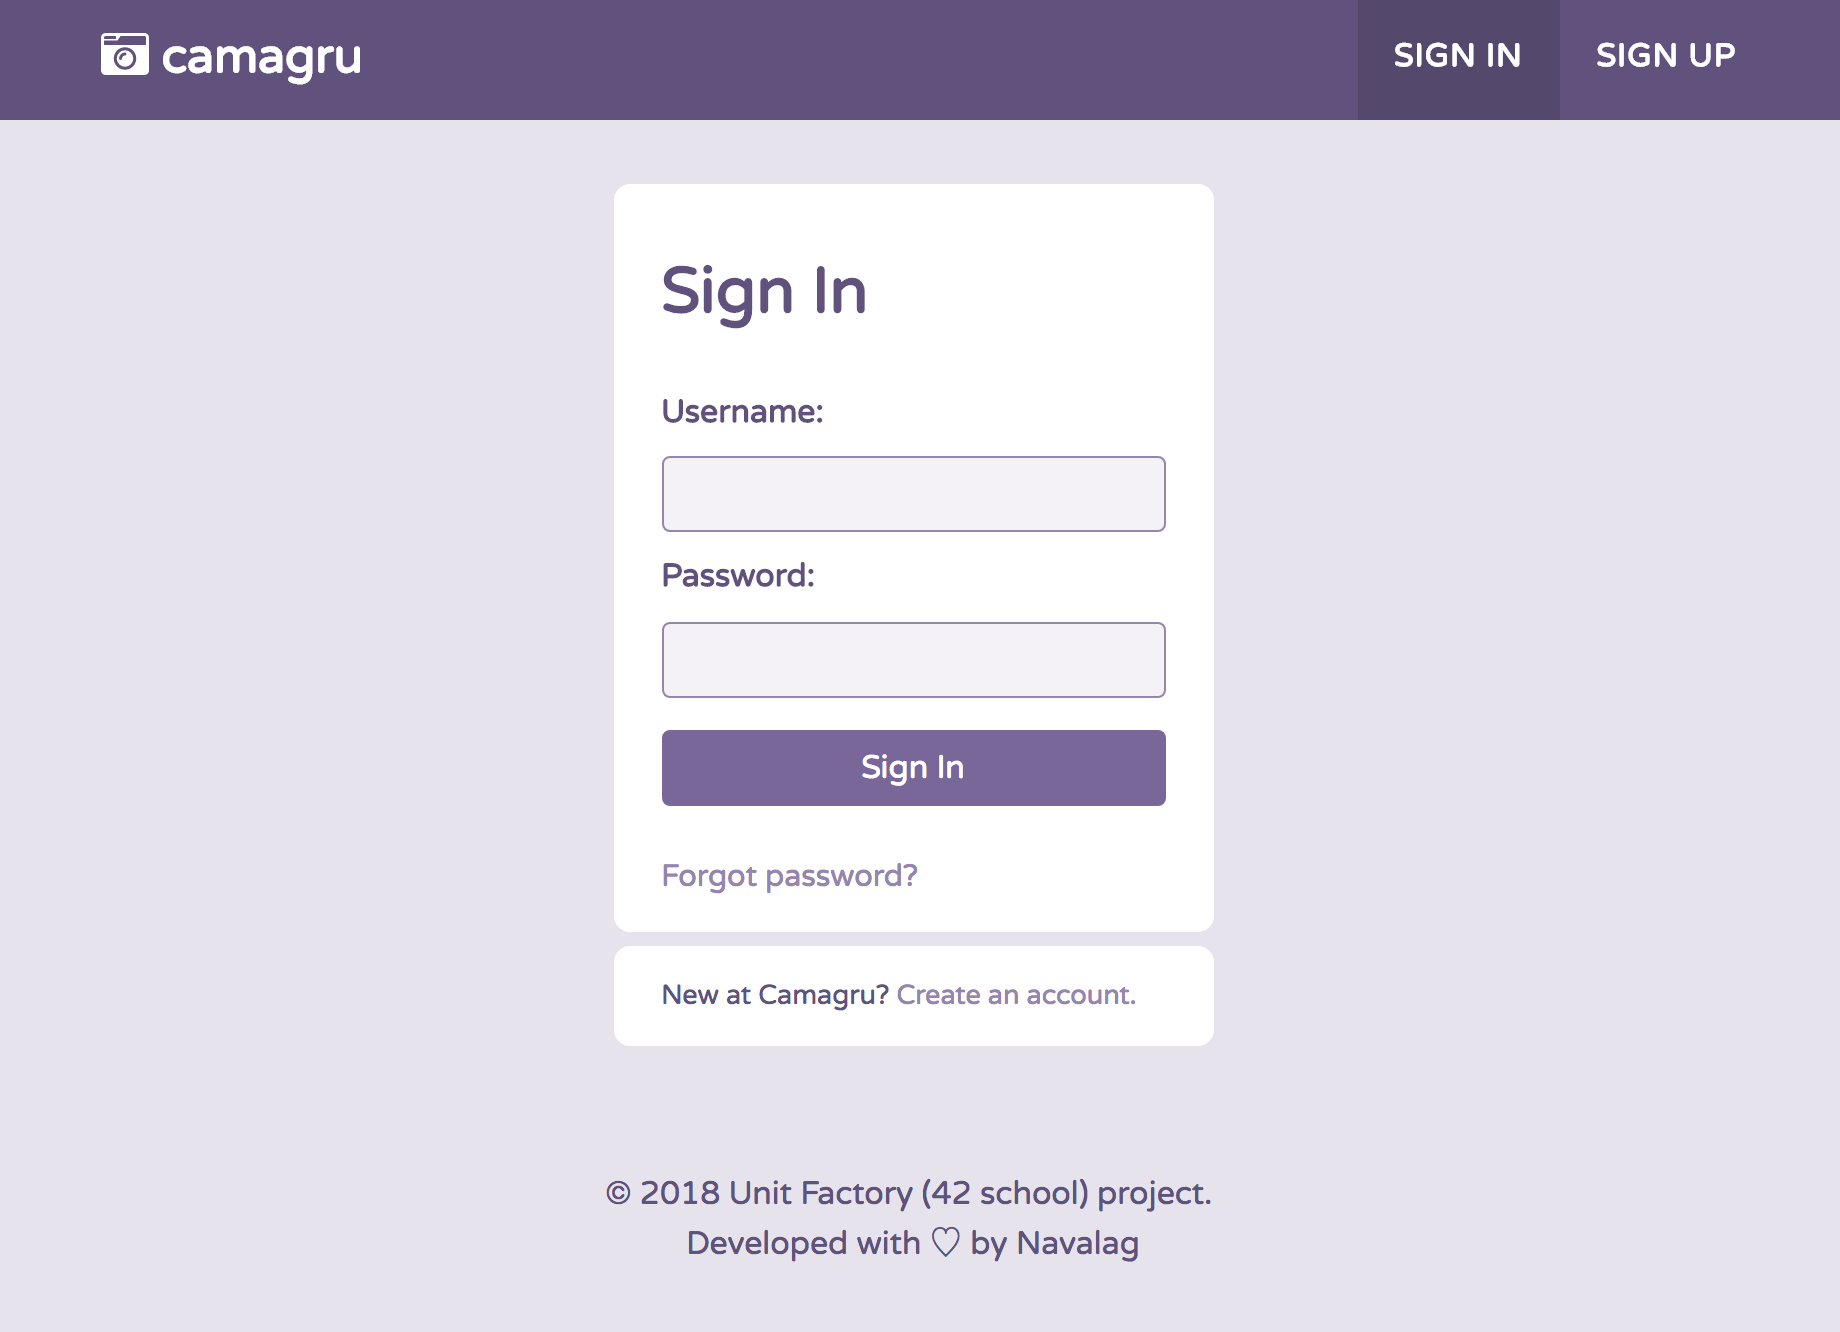 camagru
SIGN IN
SIGN UP
Sign In
Username:
Password:
Sign In
Forgot password?
New at Camagru? Create an account.
© 2018 Unit Factory (42 school) project.
Developed with ♡ by Navalag